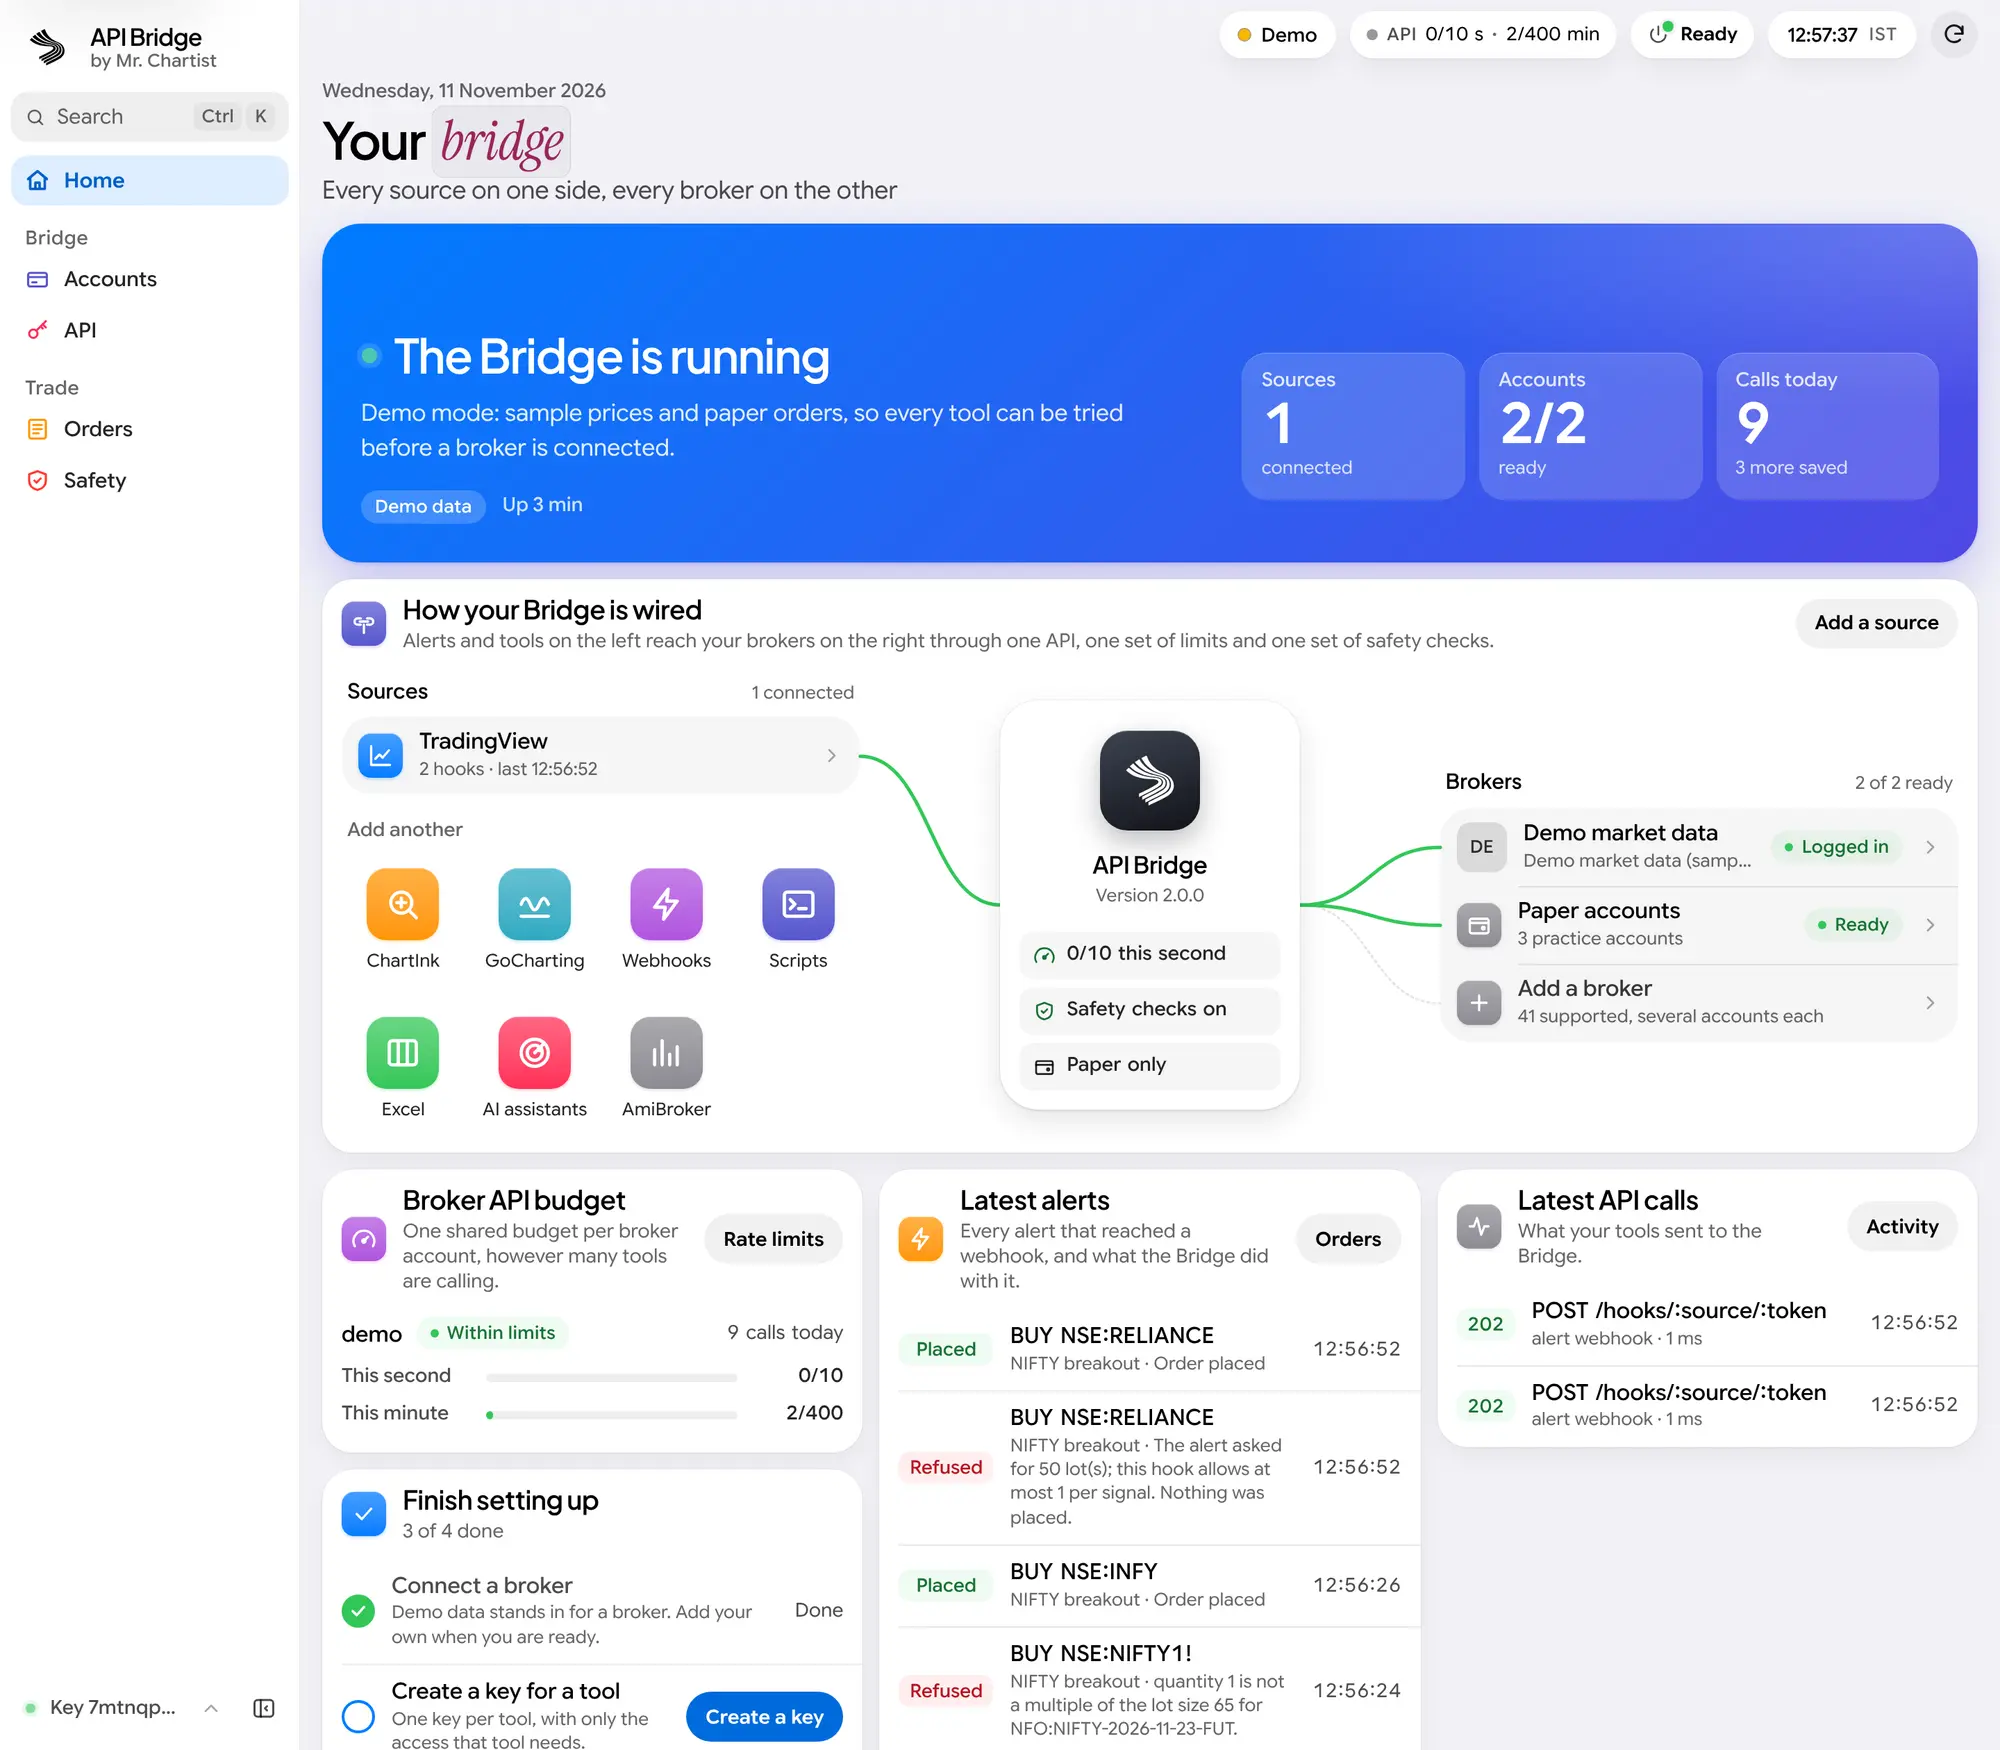 API Bridge
by Mr. Chartist
Search
Ctrl
K
Home
Bridge
Accounts
API
Trade
Orders
Safety
Key 7mtnqp...
Demo
API 0/10 s · 2/400 min
Ready
12:57:37 IST
Wednesday, 11 November 2026
Your bridge
Every source on one side, every broker on the other
The Bridge is running
Demo mode: sample prices and paper orders, so every tool can be tried
before a broker is connected.
Demo data
Up 3 min
Sources
1
connected
Accounts
2/2
ready
Calls today
9
3 more saved
How your Bridge is wired
Alerts and tools on the left reach your brokers on the right through one API, one set of limits and one set of safety checks.
Add a source
Sources
1 connected
TradingView
2 hooks · last 12:56:52
Add another
ChartInk
GoCharting
Webhooks
Scripts
Excel
AI assistants
AmiBroker
API Bridge
Version 2.0.0
0/10 this second
Safety checks on
Paper only
Brokers
2 of 2 ready
DE
Demo market data
Demo market data (samp...
Logged in
Paper accounts
3 practice accounts
Ready
Add a broker
41 supported, several accounts each
Broker API budget
One shared budget per broker
account, however many tools
are calling.
Rate limits
demo
Within limits
9 calls today
This second
0/10
This minute
2/400
Finish setting up
3 of 4 done
Connect a broker
Demo data stands in for a broker. Add your
own when you are ready.
Done
Create a key for a tool
One key per tool, with only the
access that tool needs.
Create a key
Latest alerts
Every alert that reached a
webhook, and what the Bridge did
with it.
Orders
Placed
BUY NSE:RELIANCE
NIFTY breakout · Order placed
12:56:52
Refused
BUY NSE:RELIANCE
NIFTY breakout · The alert asked
for 50 lot(s); this hook allows at
most 1 per signal. Nothing was
placed.
12:56:52
Placed
BUY NSE:INFY
NIFTY breakout · Order placed
12:56:26
Refused
BUY NSE:NIFTY1!
NIFTY breakout · quantity 1 is not
a multiple of the lot size 65 for
NFO:NIFTY-2026-11-23-FUT.
12:56:24
Latest API calls
What your tools sent to the
Bridge.
Activity
202
POST /hooks/:source/:token
alert webhook · 1 ms
12:56:52
202
POST /hooks/:source/:token
alert webhook · 1 ms
12:56:52